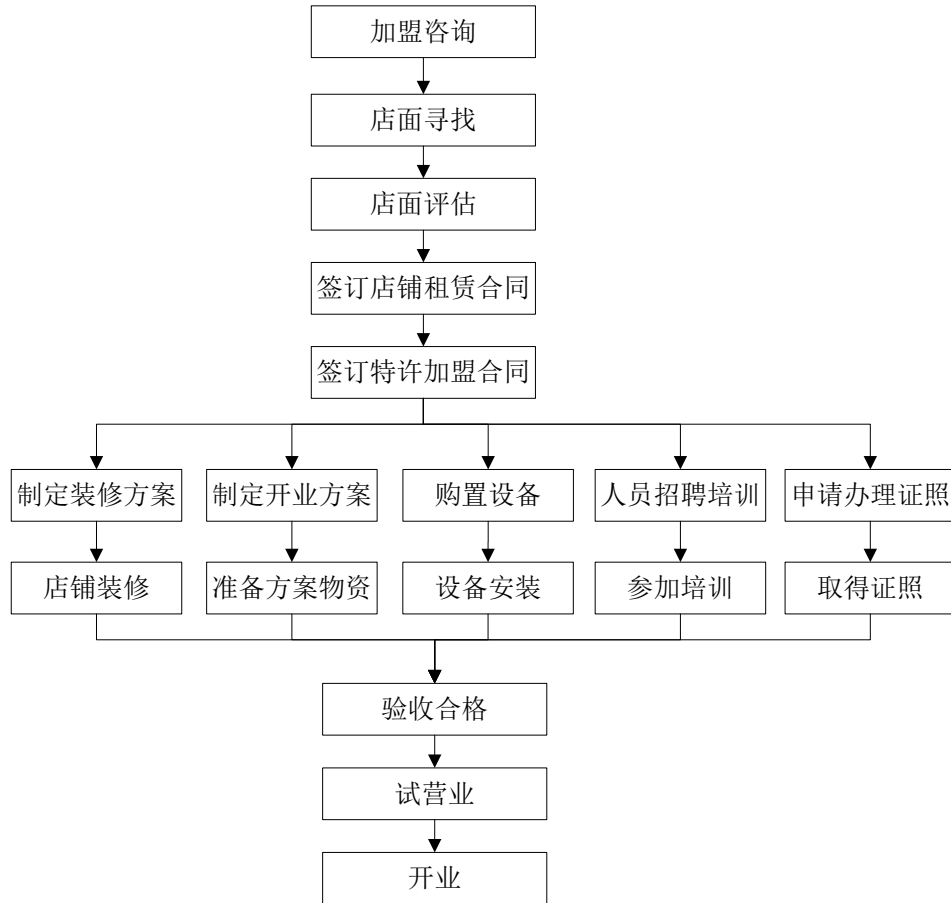 加盟咨询
店面寻找
店面评估
签订店铺租赁合同
签订特许加盟合同
制定装修方案
制定开业方案
购置设备
人员招聘培训
申请办理证照
店铺装修
准备方案物资
设备安装
参加培训
取得证照
验收合格
试营业
开业